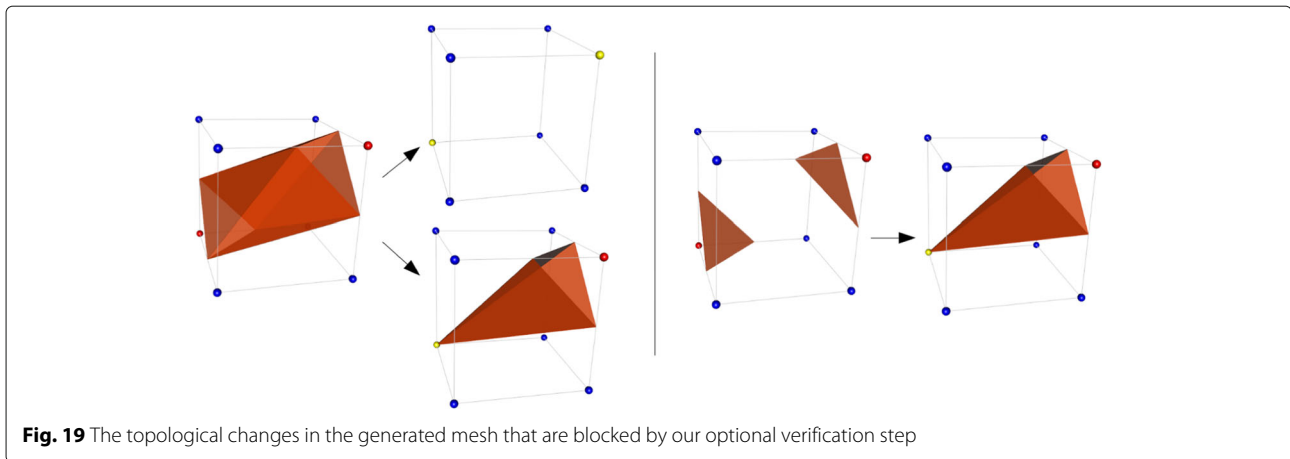 Fig. 19 The topological changes in the generated mesh that are blocked by our optional verification step